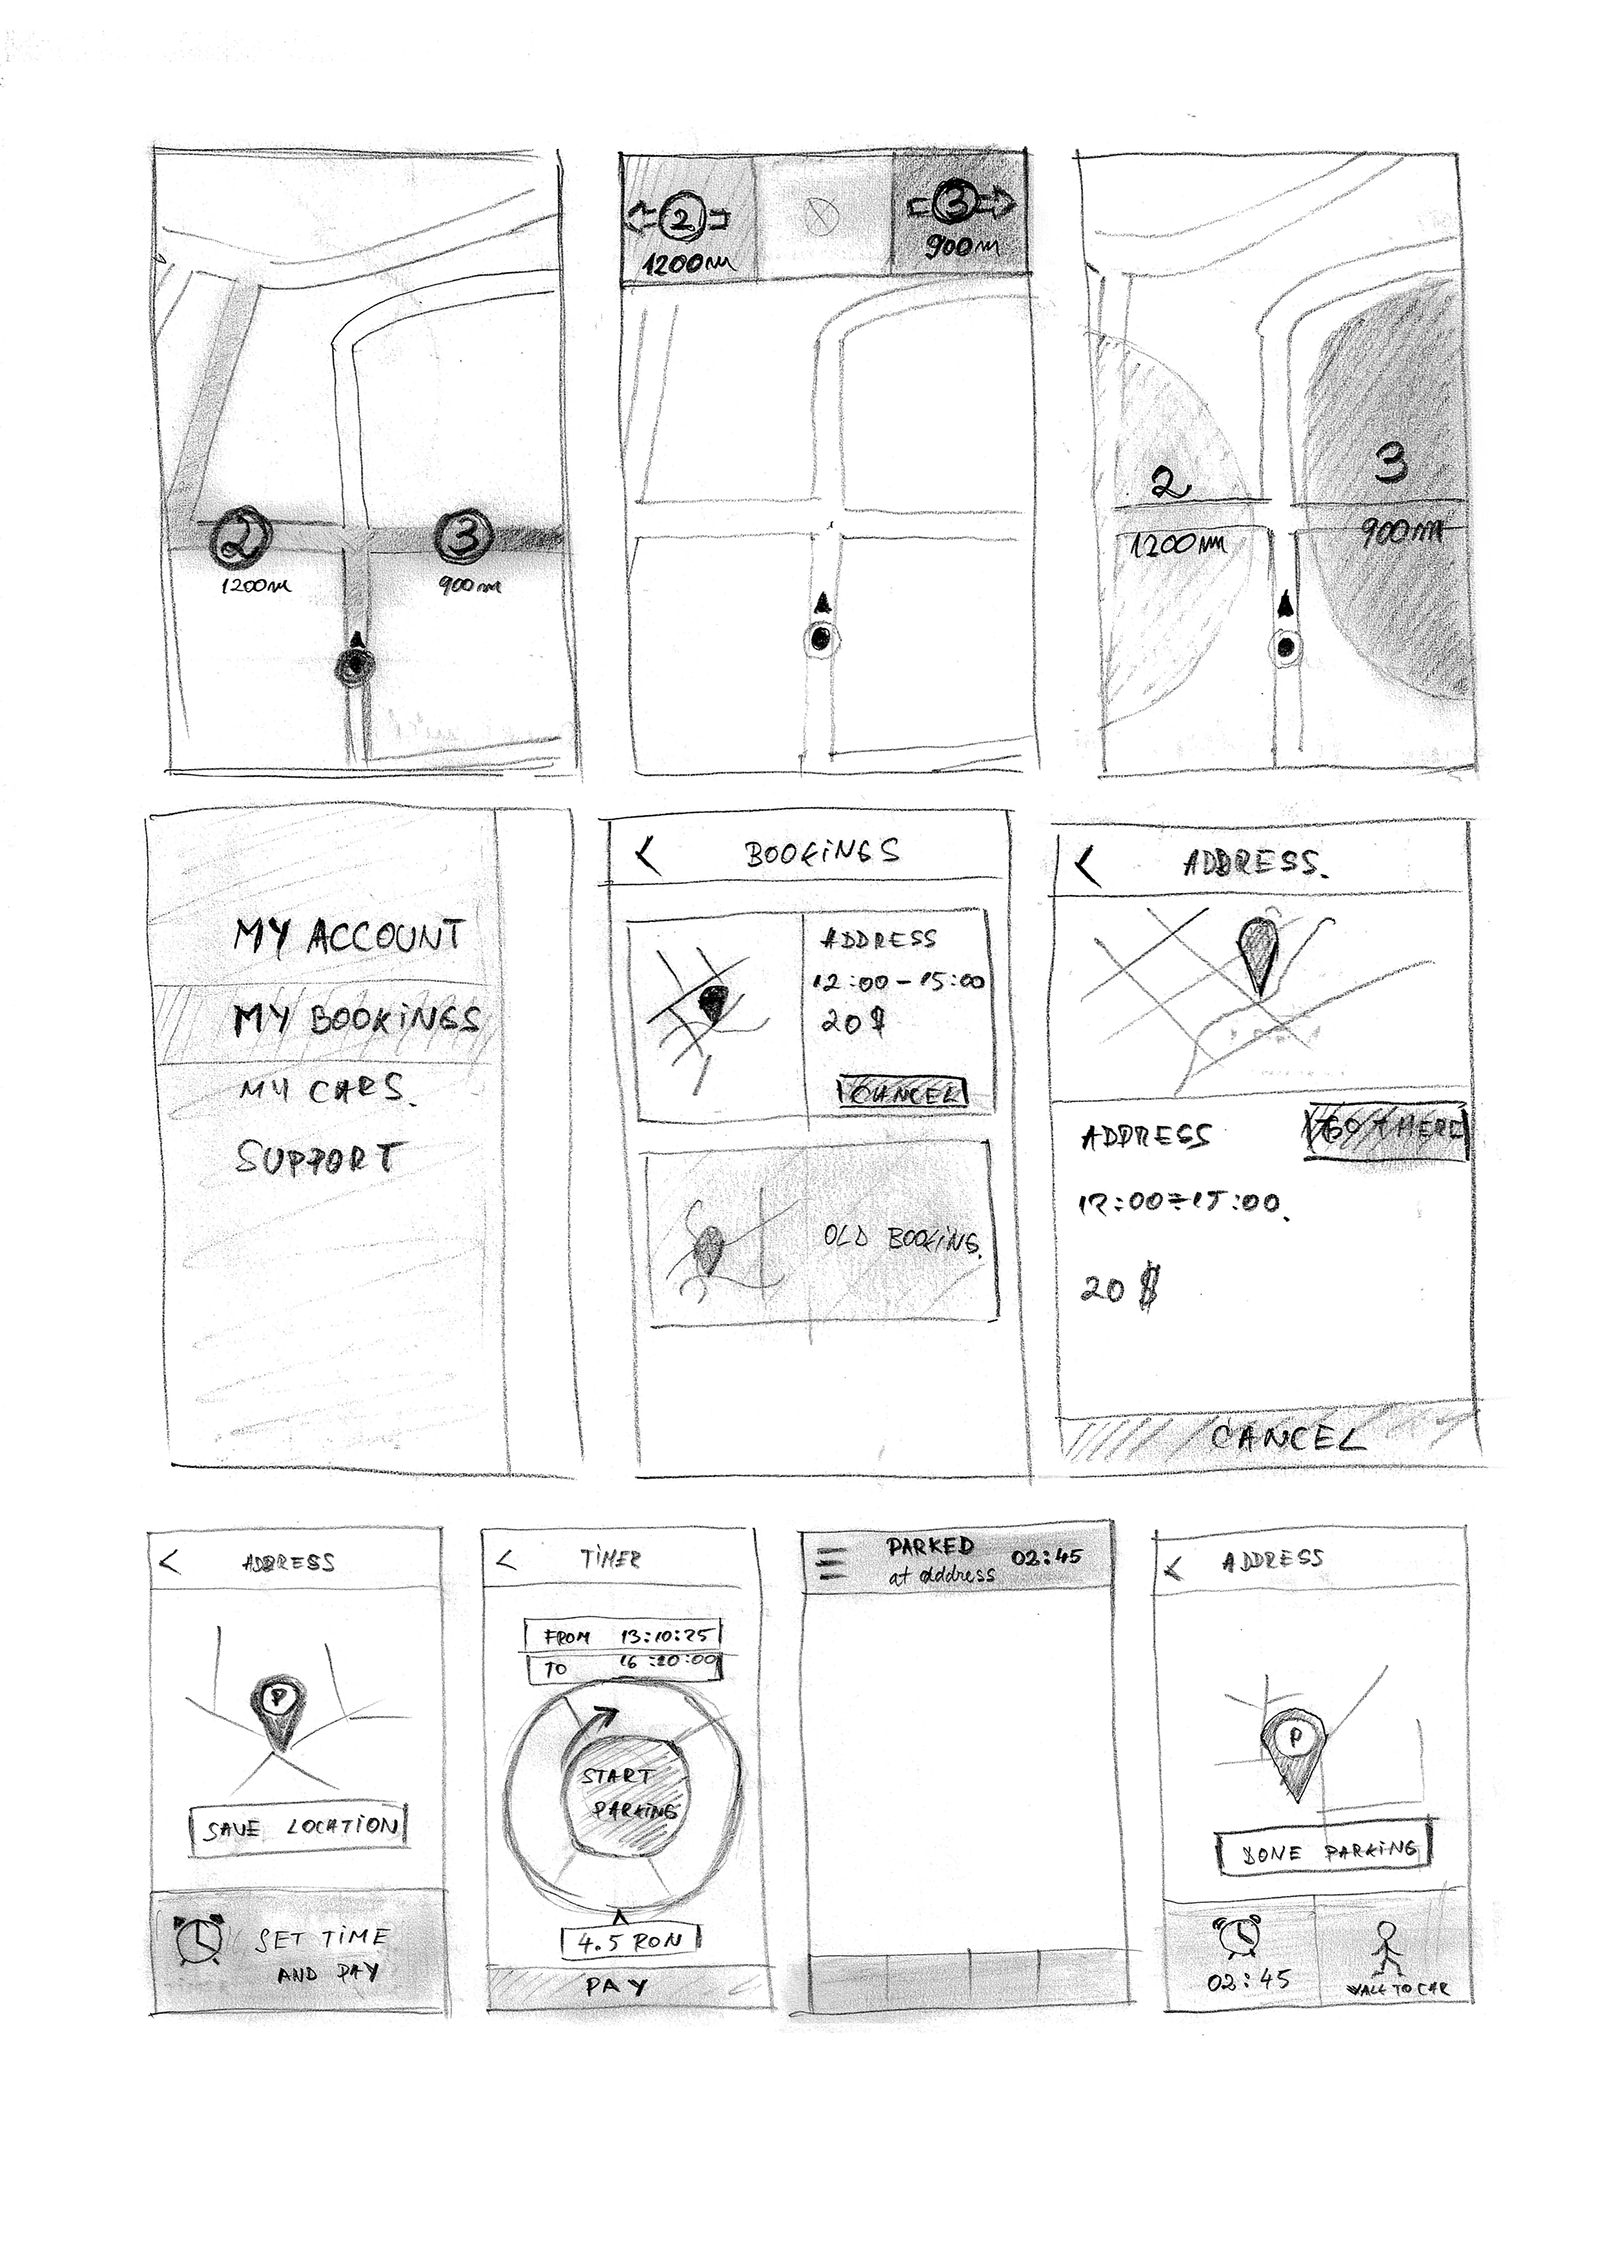 2
1200m
3
900m
2
1200m
3
900m
2
1200m
3
900m
MY ACCOUNT
MY BOOKINGS
MY CARS.
SUPPORT
< BOOKINGS
ADDRESS
12:00 - 15:00
20 $
CANCEL
OLD BOOKING.
< ADDRESS.
ADDRESS
GO THERE
12:00 - 15:00.
20 $
CANCEL
< ADDRESS
P
SAVE LOCATION
SET TIME
AND PAY
< TIMER
FROM 13:10:25
TO 16:20:00
START
PARKING
4.5 RON
PAY
PARKED 02:45
at address
< ADDRESS
P
DONE PARKING
02:45
WALK TO CAR